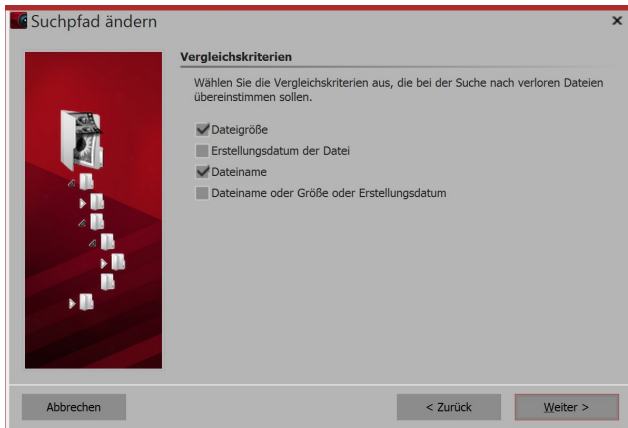 Suchpfad ändern
Vergleichskriterien
Wählen Sie die Vergleichskriterien aus, die bei der Suche nach verloren Dateien
übereinstimmen sollen.
Dateigröße
Erstellungsdatum der Datei
Dateiname
Dateiname oder Größe oder Erstellungsdatum
Abbrechen
< Zurück
Weiter >